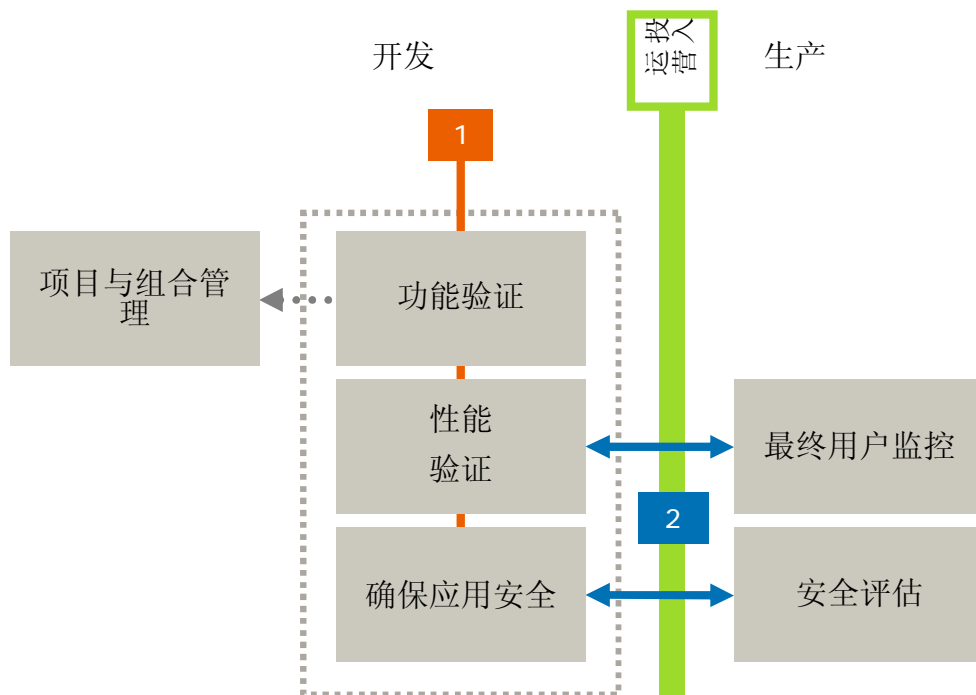 开发
投入
运营
生产
1
项目与组合管
理
功能验证
性能
验证
最终用户监控
2
确保应用安全
安全评估